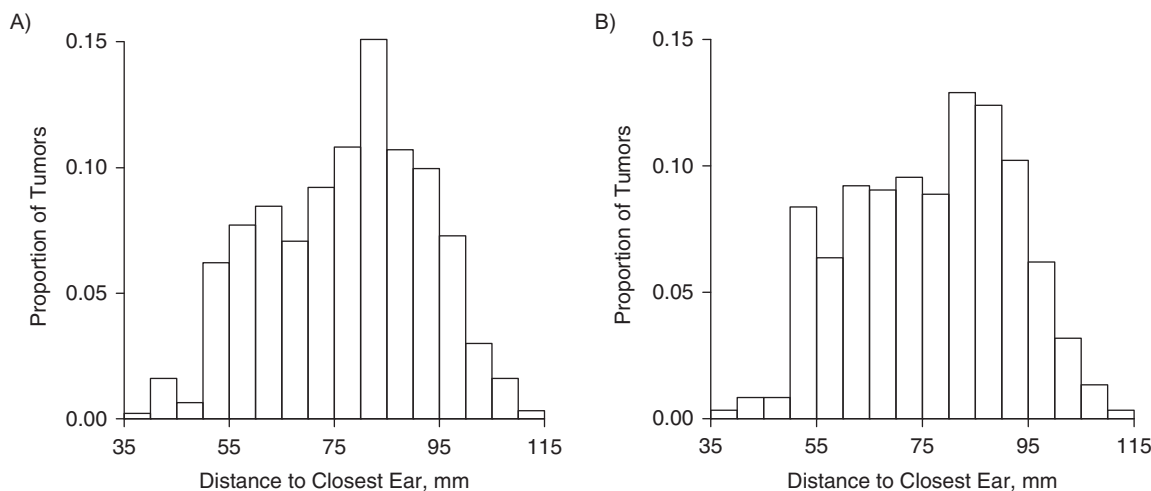 A)
0.15
0.10
0.05
0.00
Proportion of Tumors
35 55 75 95 115
Distance to Closest Ear, mm
B)
0.15
0.10
0.05
0.00
Proportion of Tumors
35 55 75 95 115
Distance to Closest Ear, mm